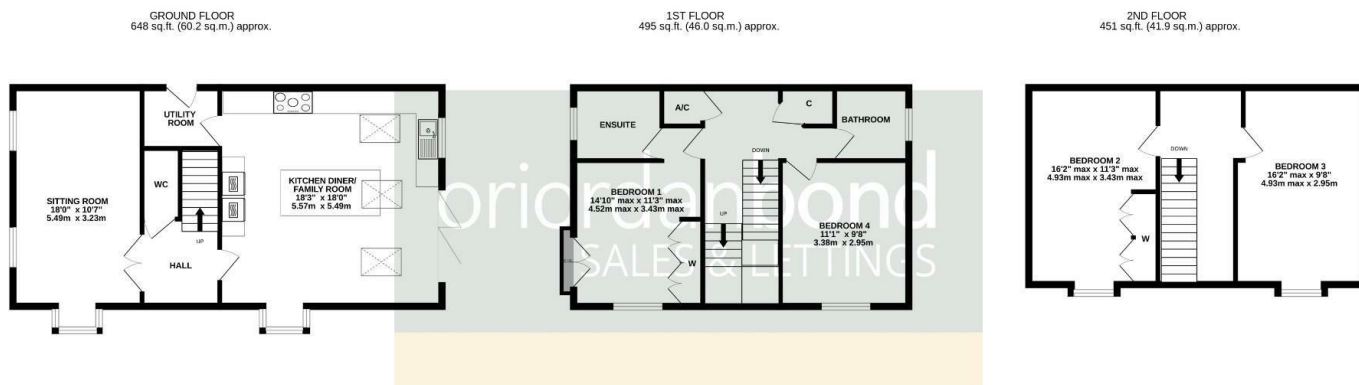 GROUND FLOOR
648 sq.ft. (60.2 sq.m.) approx.
UTILITY
ROOM
WC
SITTING ROOM
18'0" x 10'7"
5.49m x 3.23m
UP
HALL
KITCHEN DINER/
FAMILY ROOM
18'3" x 18'0"
5.57m x 5.49m
1ST FLOOR
495 sq.ft. (46.0 sq.m.) approx.
ENSUITE
A/C
C
BATHROOM
DOWN
BEDROOM 1
14'10" max x 11'3" max
4.52m max x 3.43m max
UP
W
BEDROOM 4
11'1" x 9'8"
3.38m x 2.95m
2ND FLOOR
451 sq.ft. (41.9 sq.m.) approx.
DOWN
BEDROOM 2
16'2" max x 11'3" max
4.93m max x 3.43m max
W
BEDROOM 3
16'2" max x 9'8"
4.93m max x 2.95m
oriordanbond
SALES & LETTINGS